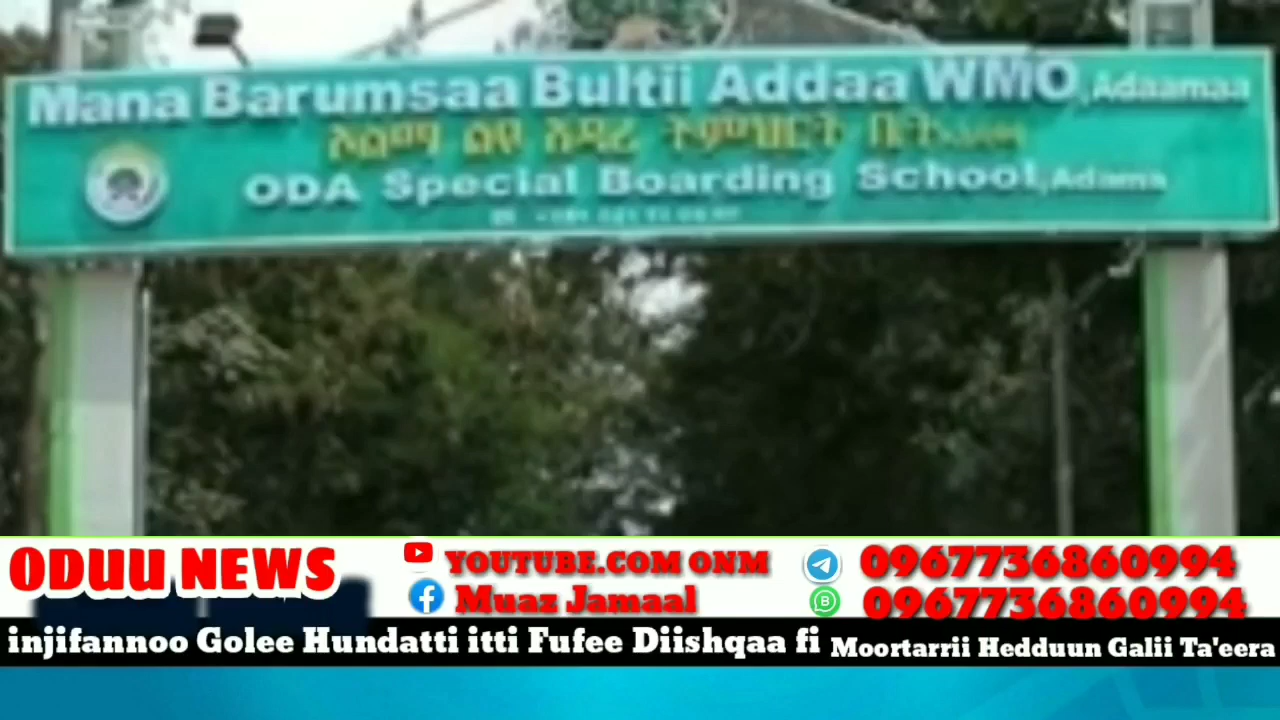 Mana Barumsaa Bultii Addaa WMO, Adaamaa
ODA Special Boarding School, Adama
ODUU NEWS
YOUTUBE.COM ONM
Muaz Jamaal
0967736860994
0967736860994
injifannoo Golee Hundatti itti Fufee Diishqaa fi Moortarrii Hedduun Galii Ta'eera